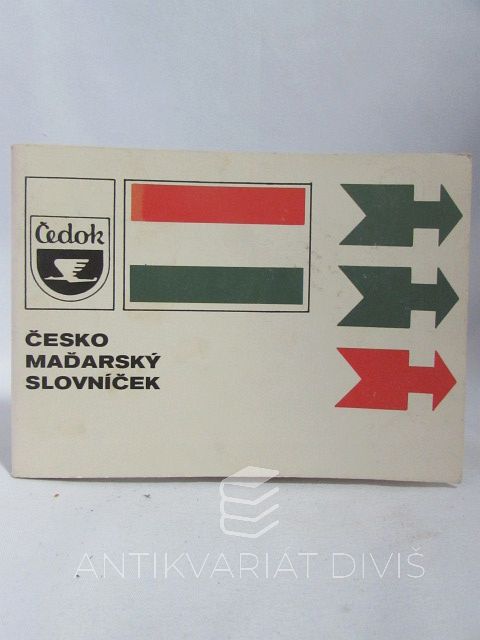 Čedok
ČESKO
MAĎARSKÝ
SLOVNÍČEK
ANTIKVARIÁT DIVIŠ